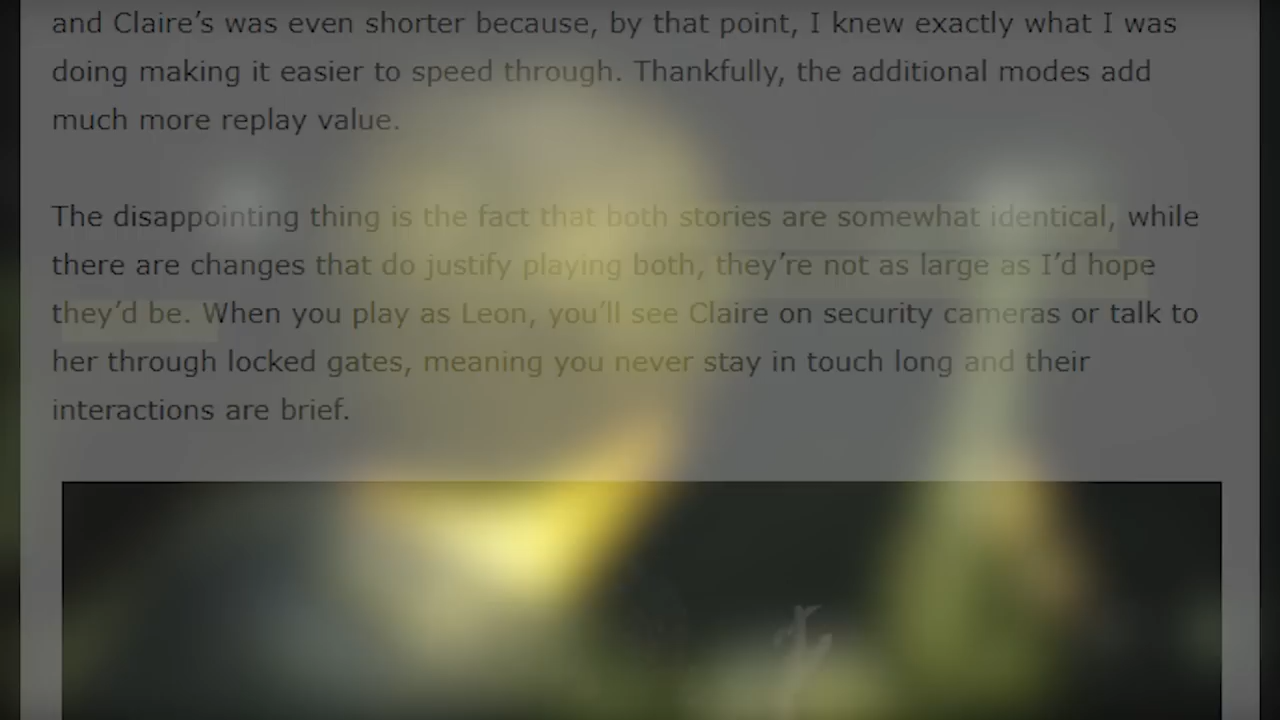 and Claire’s was even shorter because, by that point, I knew exactly what I was
doing making it easier to speed through. Thankfully, the additional modes add
much more replay value.
The disappointing thing is the fact that both stories are somewhat identical, while
there are changes that do justify playing both, they’re not as large as I’d hope
they’d be. When you play as Leon, you’ll see Claire on security cameras or talk to
her through locked gates, meaning you never stay in touch long and their
interactions are brief.